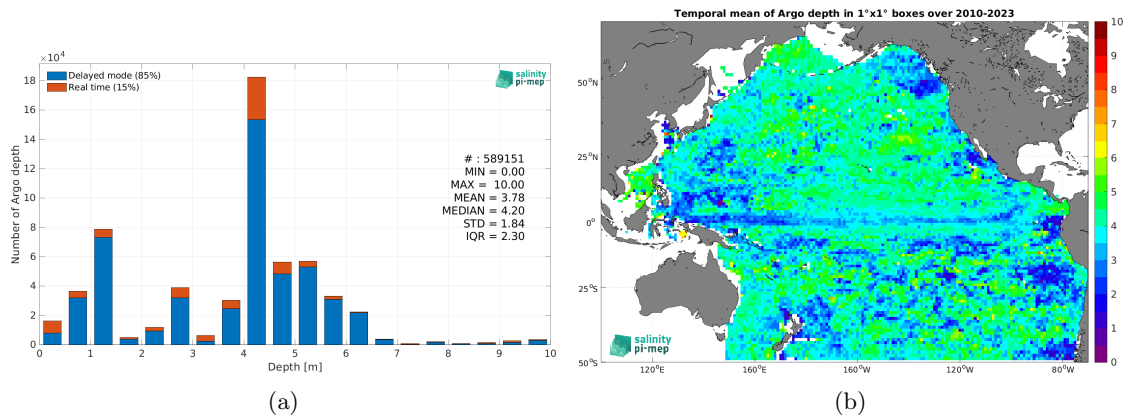 ×10⁴
18
16
14
12
10
8
6
4
2
0
Number of Argo depth
Delayed mode (85%)
Real time (15%)
salinity
pi-mep
# : 589151
MIN = 0.00
MAX = 10.00
MEAN = 3.78
MEDIAN = 4.20
STD = 1.84
IQR = 2.30
0 1 2 3 4 5 6 7 8 9 10
Depth [m]
(a)
Temporal mean of Argo depth in 1°x1° boxes over 2010-2023
50°N
25°N
0°
25°S
50°S
120°E 160°E 160°W 120°W 80°W
salinity
pi-mep
10
9
8
7
6
5
4
3
2
1
0
(b)